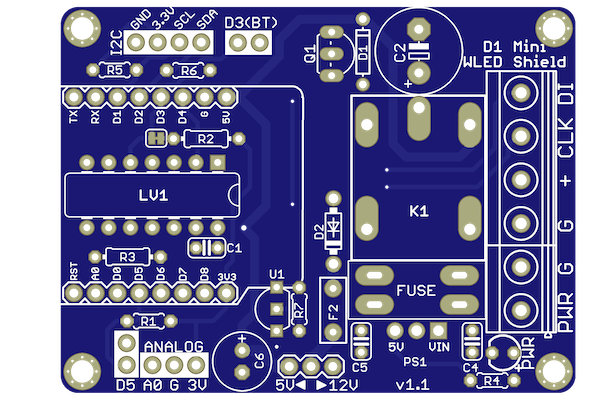 GND
3.3V
SCL
SDA
I2C
D3(BT)
Q1
D1
C2
+
D1 Mini
WLED Shield
R5
R6
TX
RX
D1
D2
D3
D4
G
5V
R2
LV1
C1
R3
RST
A0
D0
D5
D6
D7
D8
3V3
U1
R7
D2
F2
K1
FUSE
DI
CLK
+
G
G
PWR
R1
ANALOG
D5 A0 G 3V
+
C6
5V
12V
C5
5V
VIN
PS1
v1.1
C4
R4
+
PWR